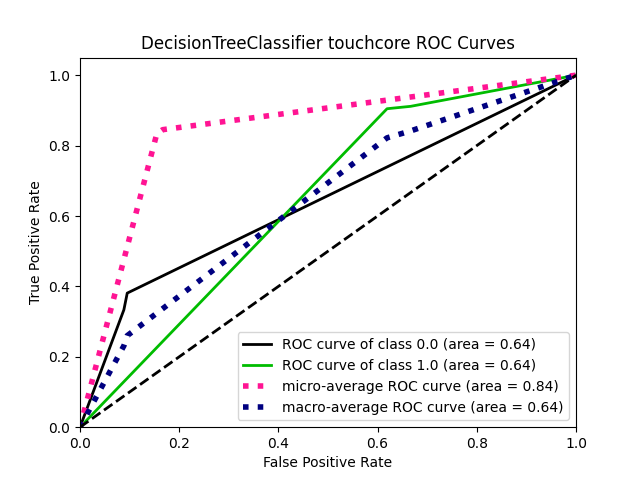 DecisionTreeClassifier touchcore ROC Curves
1.0
0.8
0.6
0.4
0.2
0.0
True Positive Rate
ROC curve of class 0.0 (area = 0.64)
ROC curve of class 1.0 (area = 0.64)
micro-average ROC curve (area = 0.84)
macro-average ROC curve (area = 0.64)
0.0 0.2 0.4 0.6 0.8 1.0
False Positive Rate